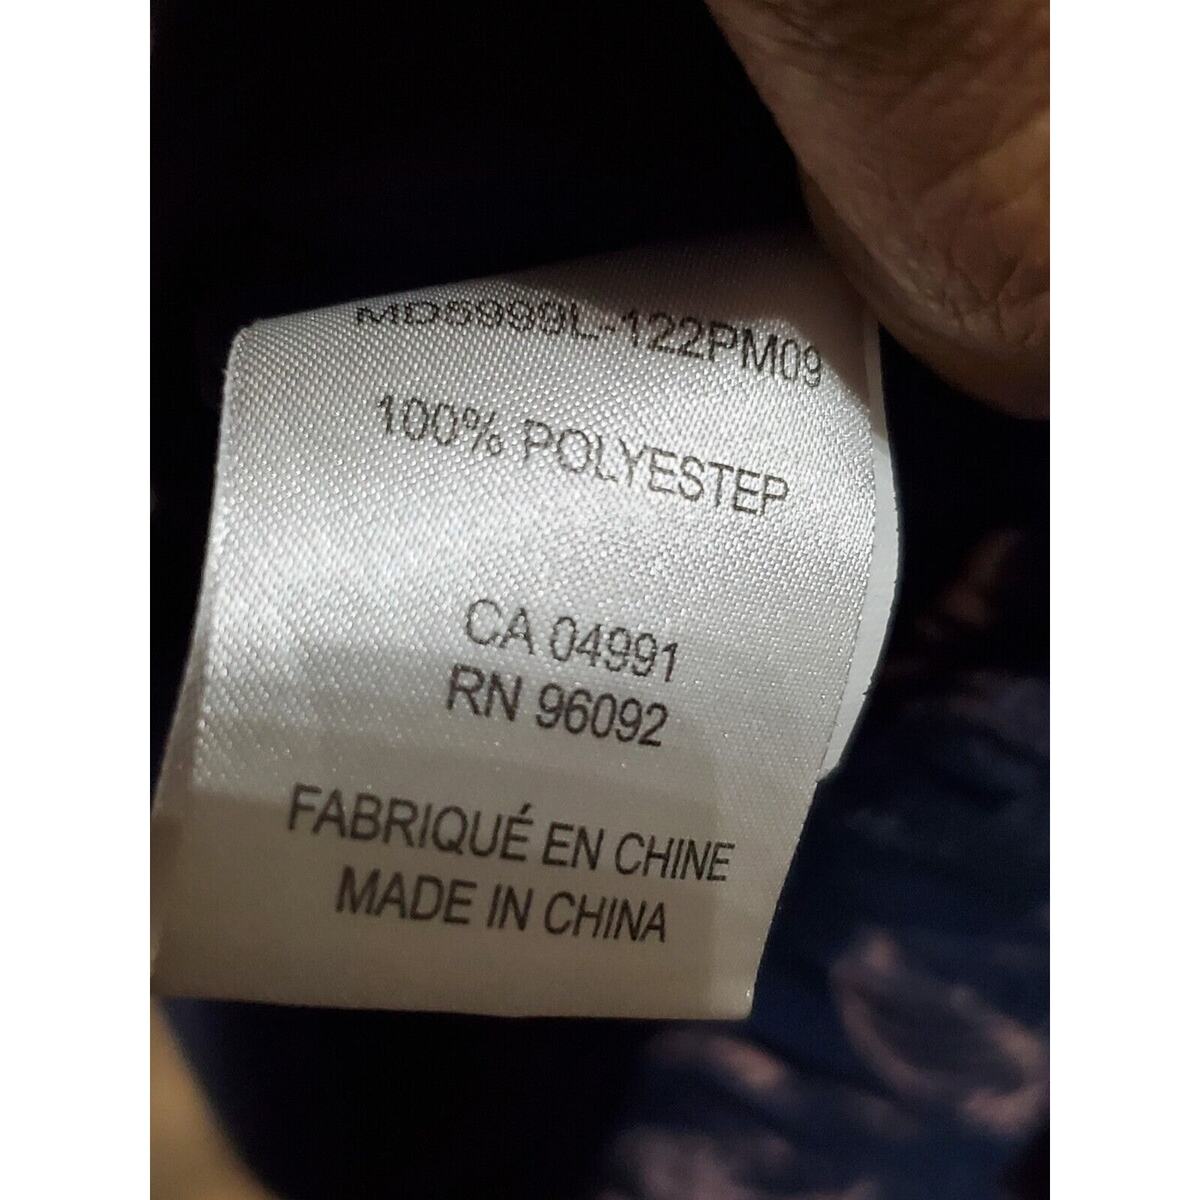 MD5999L-122PM09
100% POLYESTEP
CA 04991
RN 96092
FABRIQUÉ EN CHINE
MADE IN CHINA